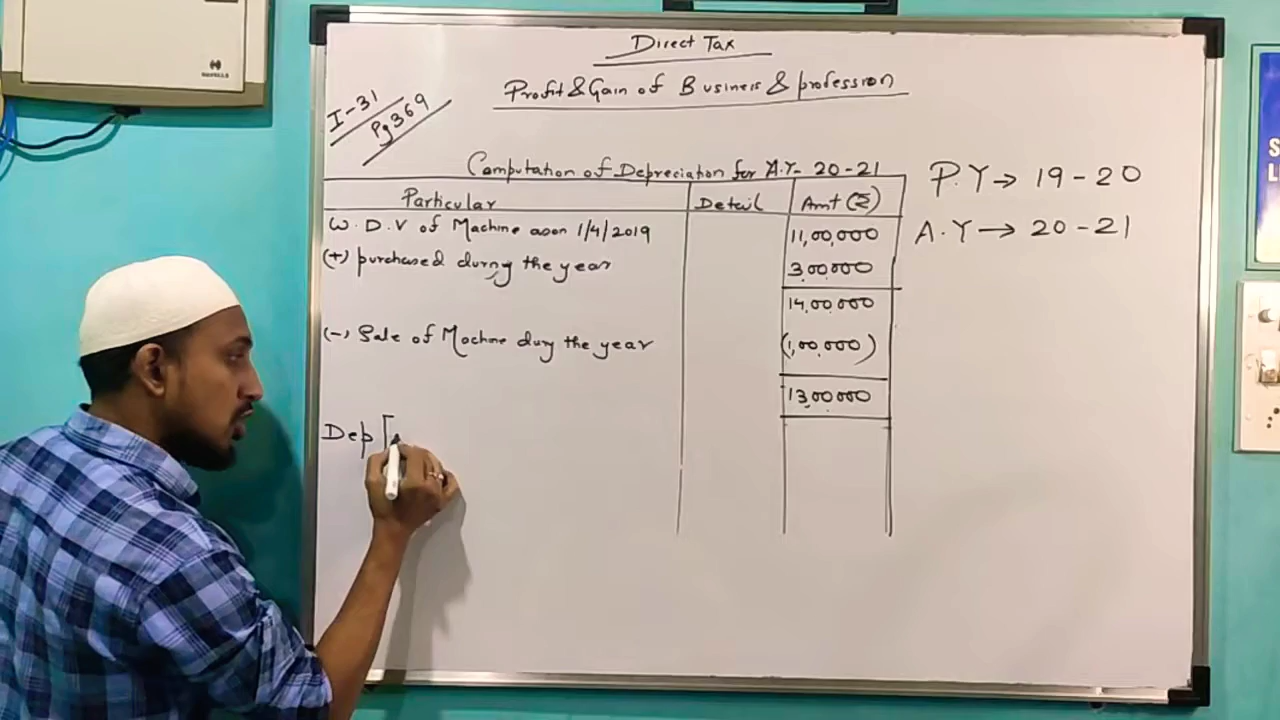 HAVELLS
Direct Tax
Profit & Gain of Business & profession
I-31
Pg 369
Computation of Depreciation for A.Y- 20-21
P.Y → 19-20
A.Y → 20-21
Particular Detail Amt (₹)
W.D.V of Machine as on 1/4/2019 11,00,000
(+) purchased during the year 3,00,000
14,00,000
(-) Sale of Machine durg the year (1,00,000)
13,00,000
Dep [
S
L